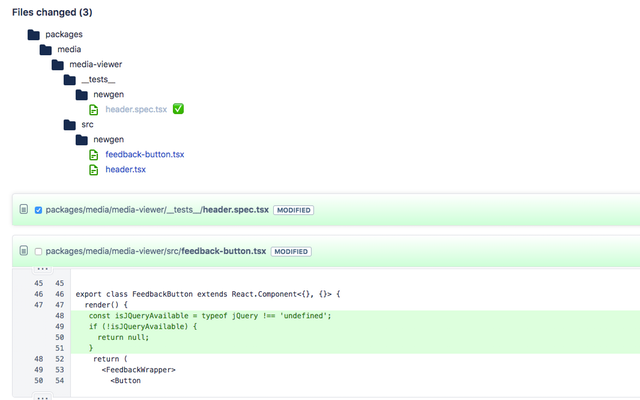 Files changed (3)
packages
media
media-viewer
__tests__
newgen
header.spec.tsx
src
newgen
feedback-button.tsx
header.tsx
packages/media/media-viewer/__tests__/header.spec.tsx MODIFIED
packages/media/media-viewer/src/feedback-button.tsx MODIFIED
...
45 45
46 46 export class FeedbackButton extends React.Component<{}, {}> {
47 47 render() {
48 const isJQueryAvailable = typeof jQuery !== 'undefined';
49 if (!isJQueryAvailable) {
50 return null;
51 }
48 52 return (
49 53 <FeedbackWrapper>
50 54 <Button
...